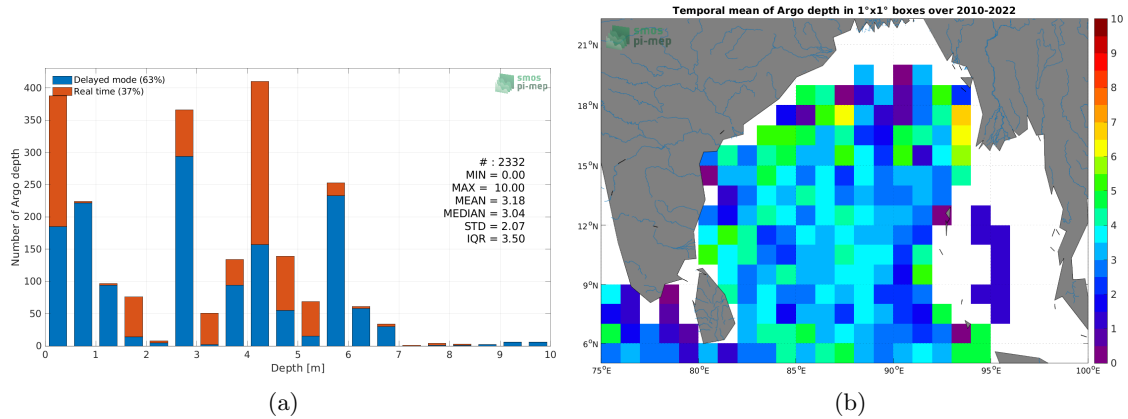 Temporal mean of Argo depth in 1°x1° boxes over 2010-2022
Delayed mode (63%)
Real time (37%)
smos
pi-mep
# : 2332
MIN = 0.00
MAX = 10.00
MEAN = 3.18
MEDIAN = 3.04
STD = 2.07
IQR = 3.50
Number of Argo depth
400
350
300
250
200
150
100
50
0
0 1 2 3 4 5 6 7 8 9 10
Depth [m]
(a)
smos
pi-mep
21°N
18°N
15°N
12°N
9°N
6°N
75°E 80°E 85°E 90°E 95°E 100°E
10
9
8
7
6
5
4
3
2
1
0
(b)